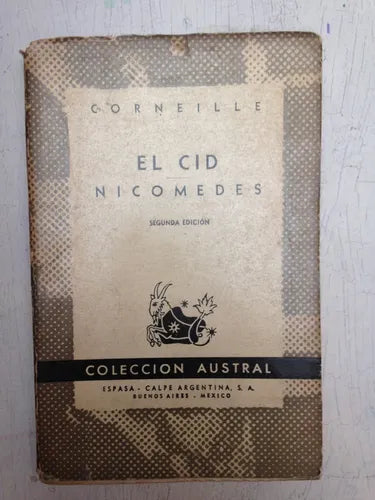 CORNEILLE
EL CID
NICOMEDES
SEGUNDA EDICIÓN
COLECCION AUSTRAL
ESPASA - CALPE ARGENTINA, S. A.
BUENOS AIRES - MEXICO